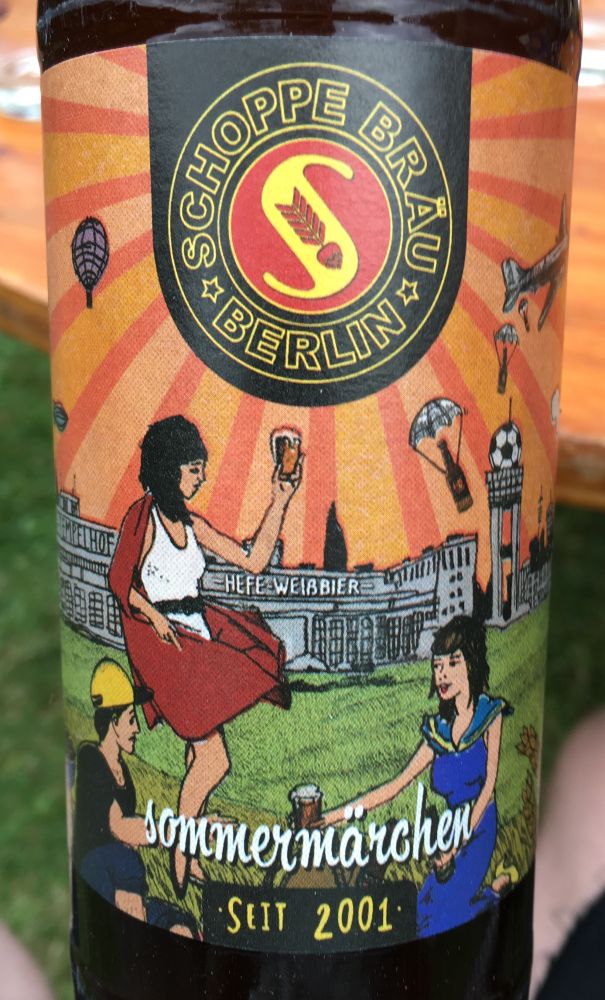 SCHOPPE BRÄU
★ BERLIN ★
HEFE-WEIßBIER
sommermärchen
·SEIT 2001·